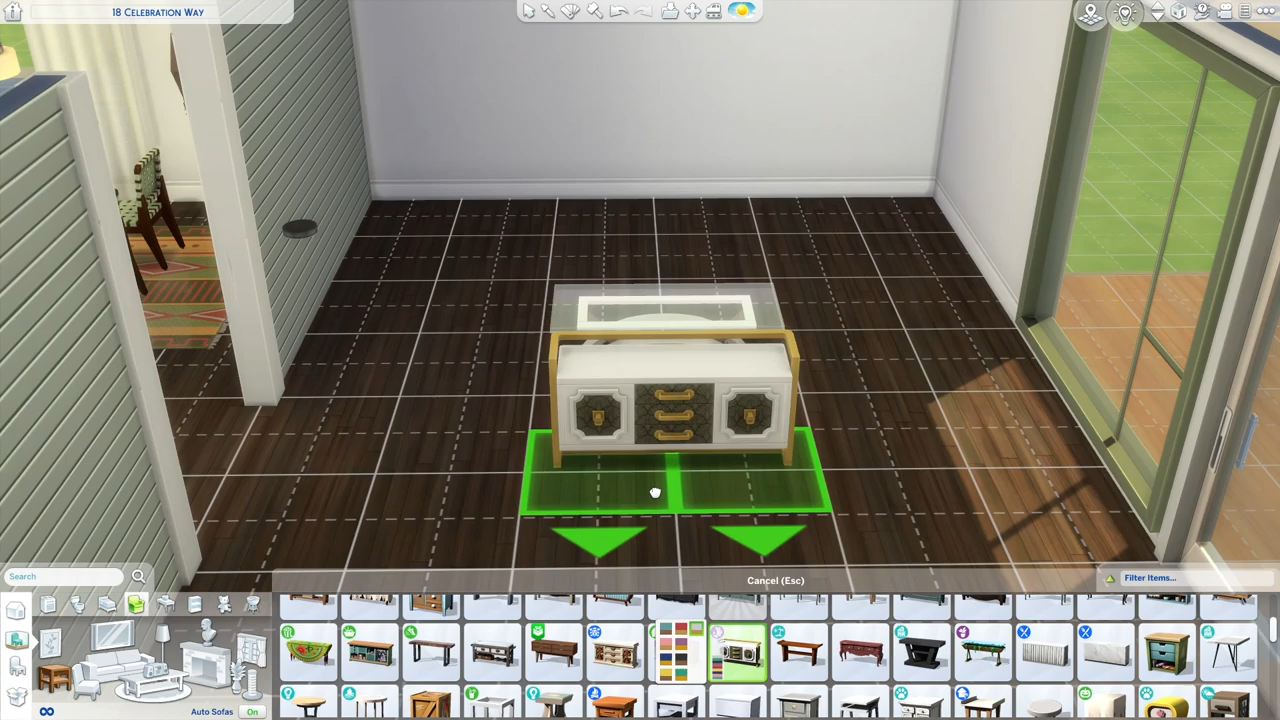 18 Celebration Way
Cancel (Esc)
Search
Filter Items...
Auto Sofas
On